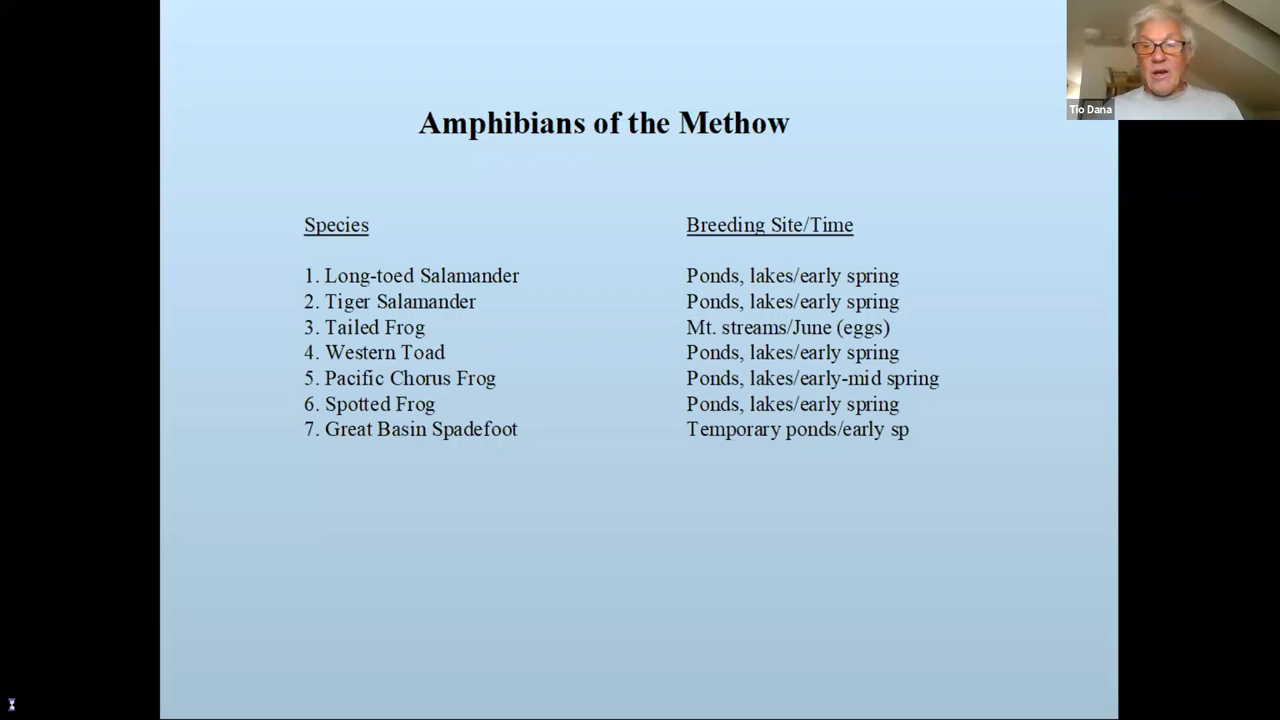 Tio Dana
Amphibians of the Methow
Species Breeding Site/Time
1. Long-toed Salamander Ponds, lakes/early spring
2. Tiger Salamander Ponds, lakes/early spring
3. Tailed Frog Mt. streams/June (eggs)
4. Western Toad Ponds, lakes/early spring
5. Pacific Chorus Frog Ponds, lakes/early-mid spring
6. Spotted Frog Ponds, lakes/early spring
7. Great Basin Spadefoot Temporary ponds/early sp